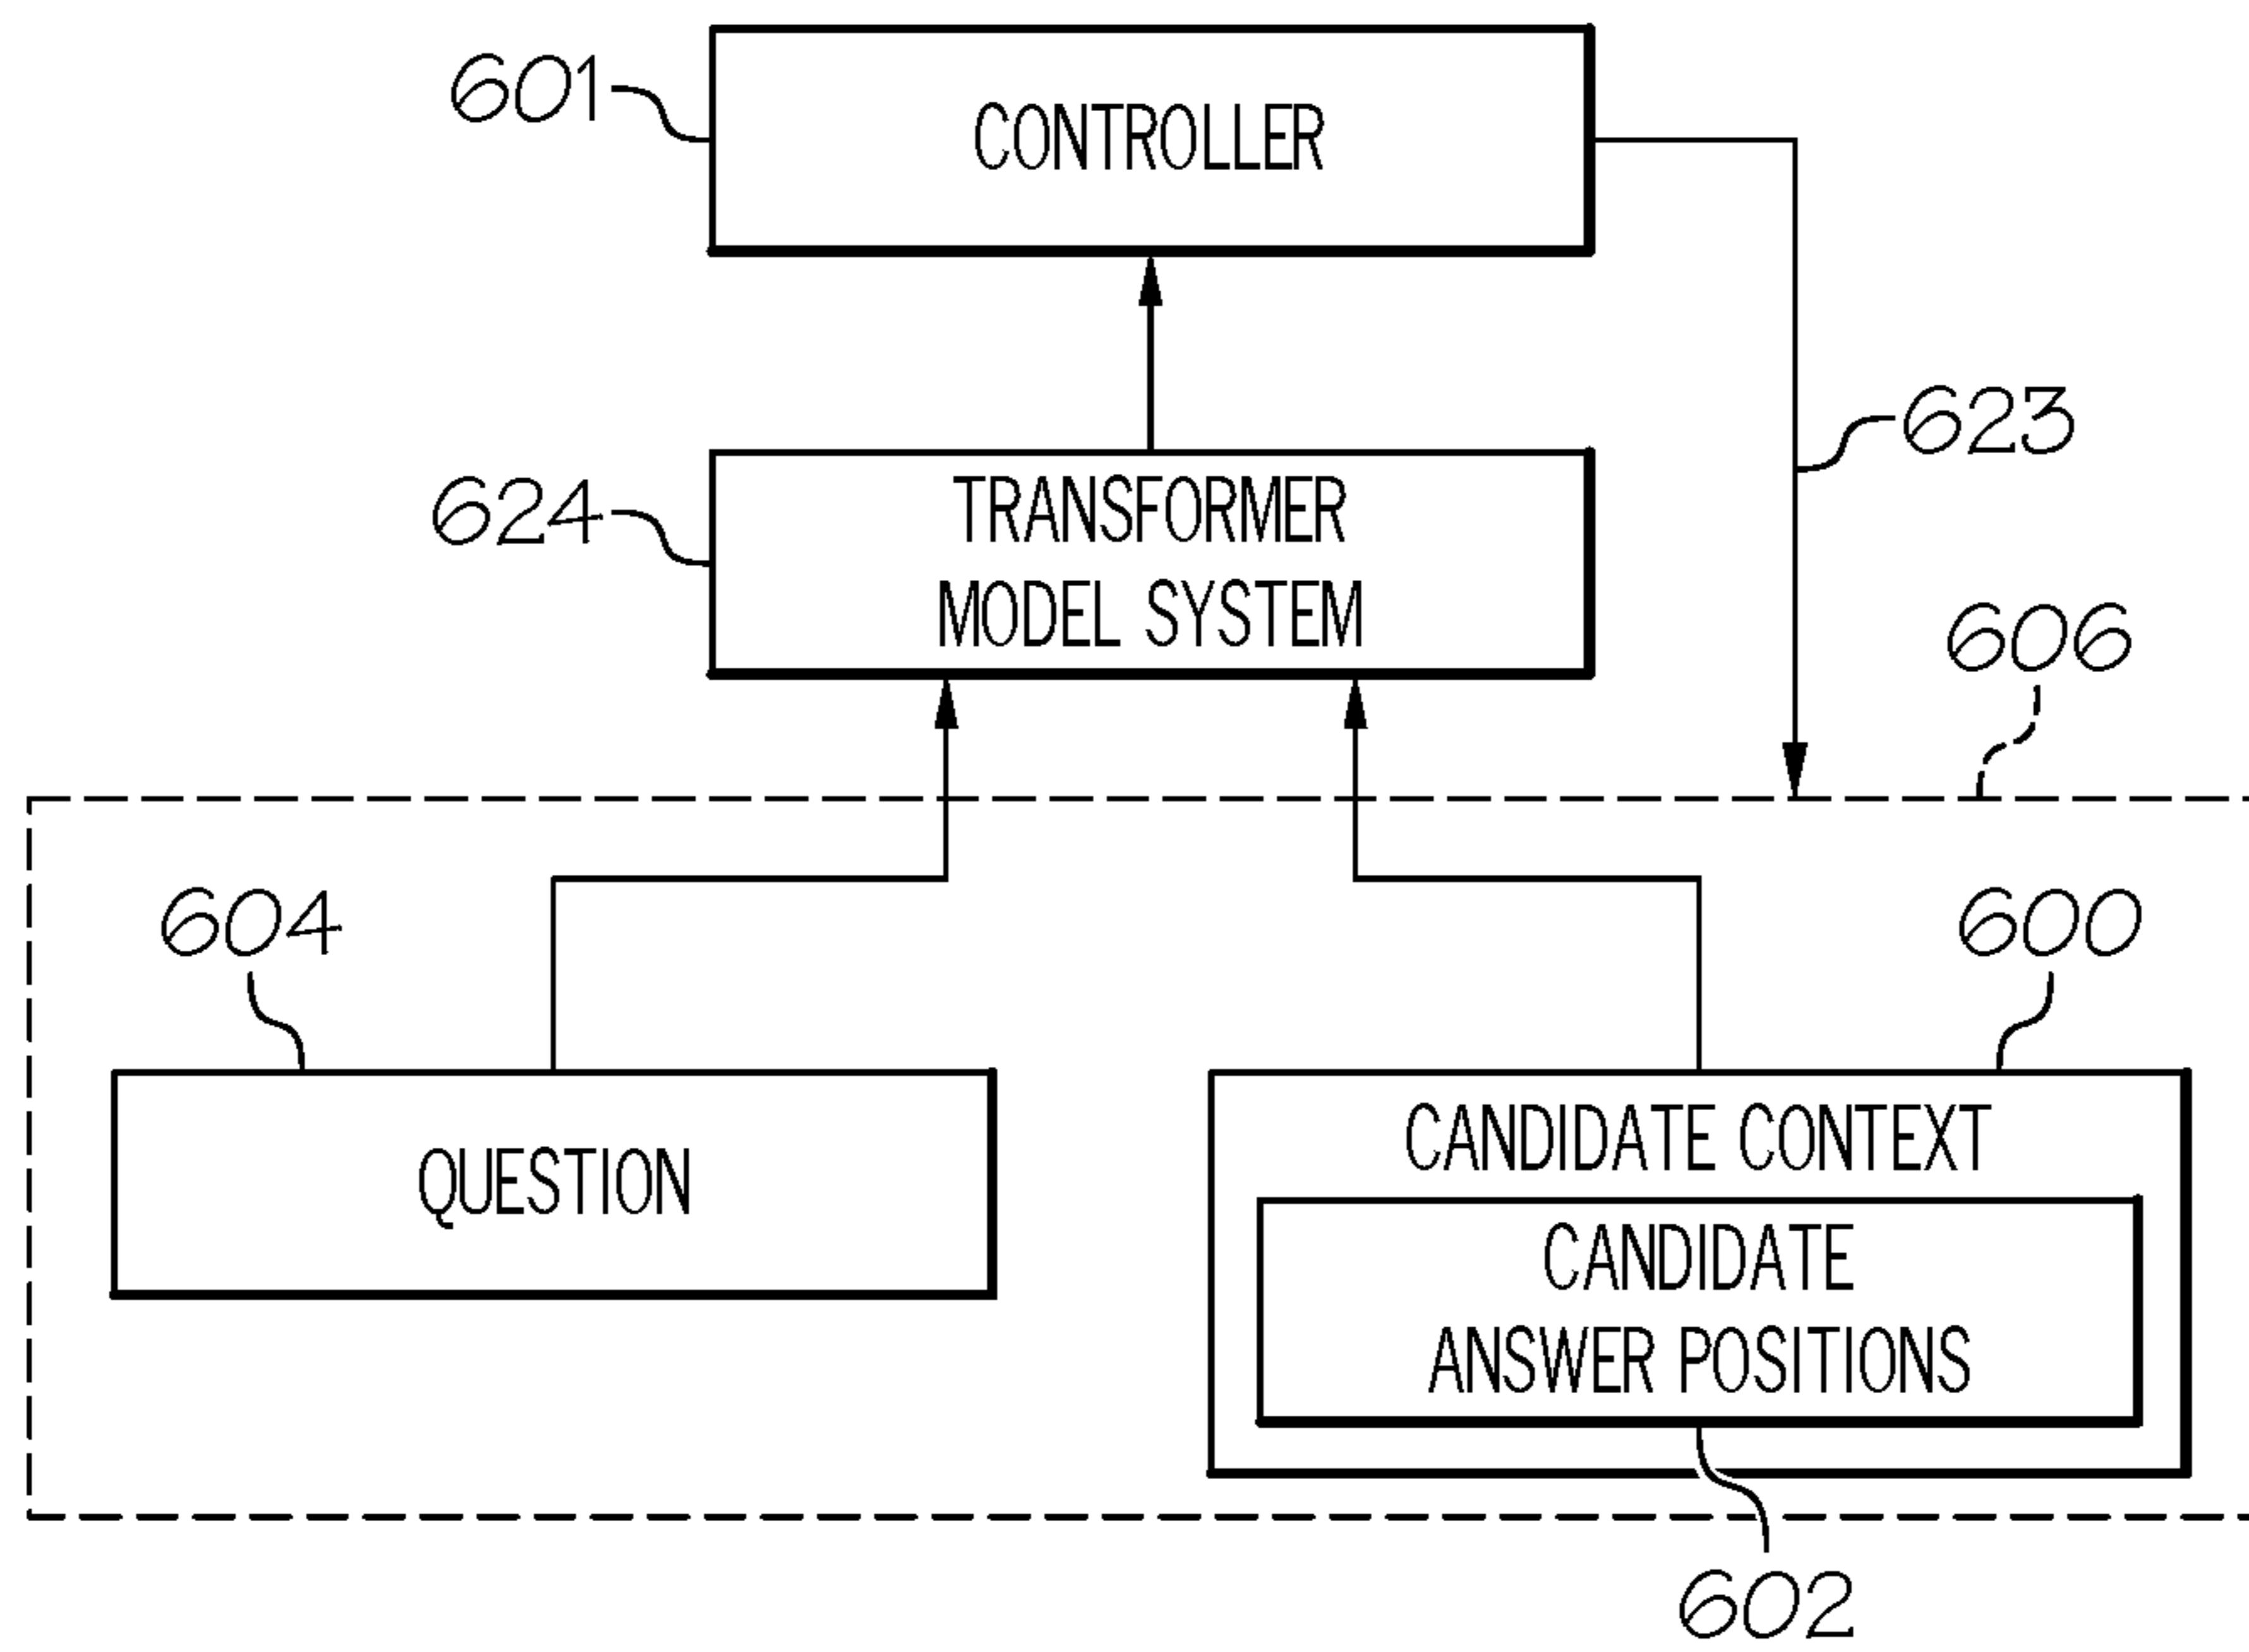 601
CONTROLLER
623
624
TRANSFORMER
MODEL SYSTEM
606
604
600
QUESTION
CANDIDATE CONTEXT
CANDIDATE
ANSWER POSITIONS
602